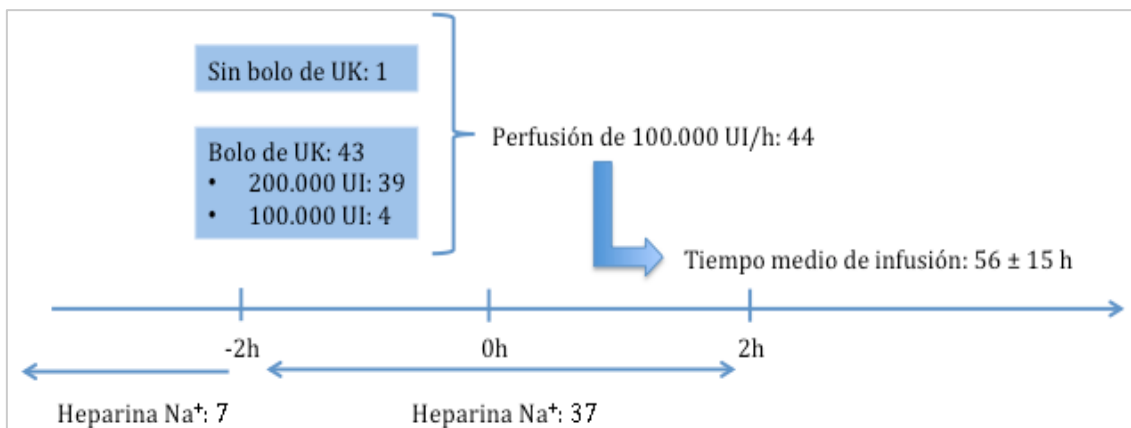 Sin bolo de UK: 1
Bolo de UK: 43
• 200.000 UI: 39
• 100.000 UI: 4
Perfusión de 100.000 UI/h: 44
Tiempo medio de infusión: 56 ± 15 h
-2h
0h
2h
Heparina Na⁺: 7
Heparina Na⁺: 37